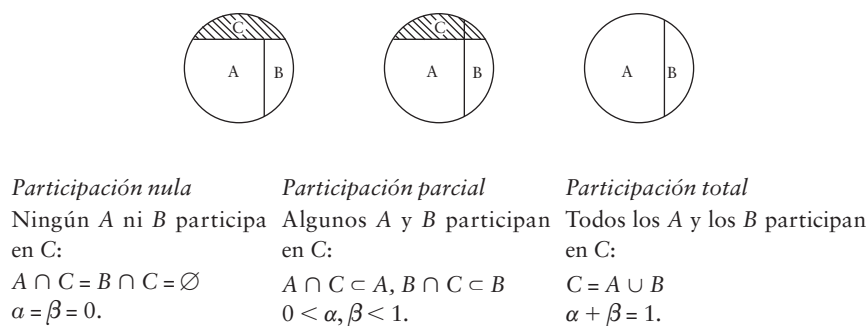 C
A
B
C
A
B
A
B
Participación nula
Ningún A ni B participa
en C:
A ∩ C = B ∩ C = ∅
α = β = 0.
Participación parcial
Algunos A y B participan
en C:
A ∩ C ⊂ A, B ∩ C ⊂ B
0 < α, β < 1.
Participación total
Todos los A y los B participan
en C:
C = A ∪ B
α + β = 1.